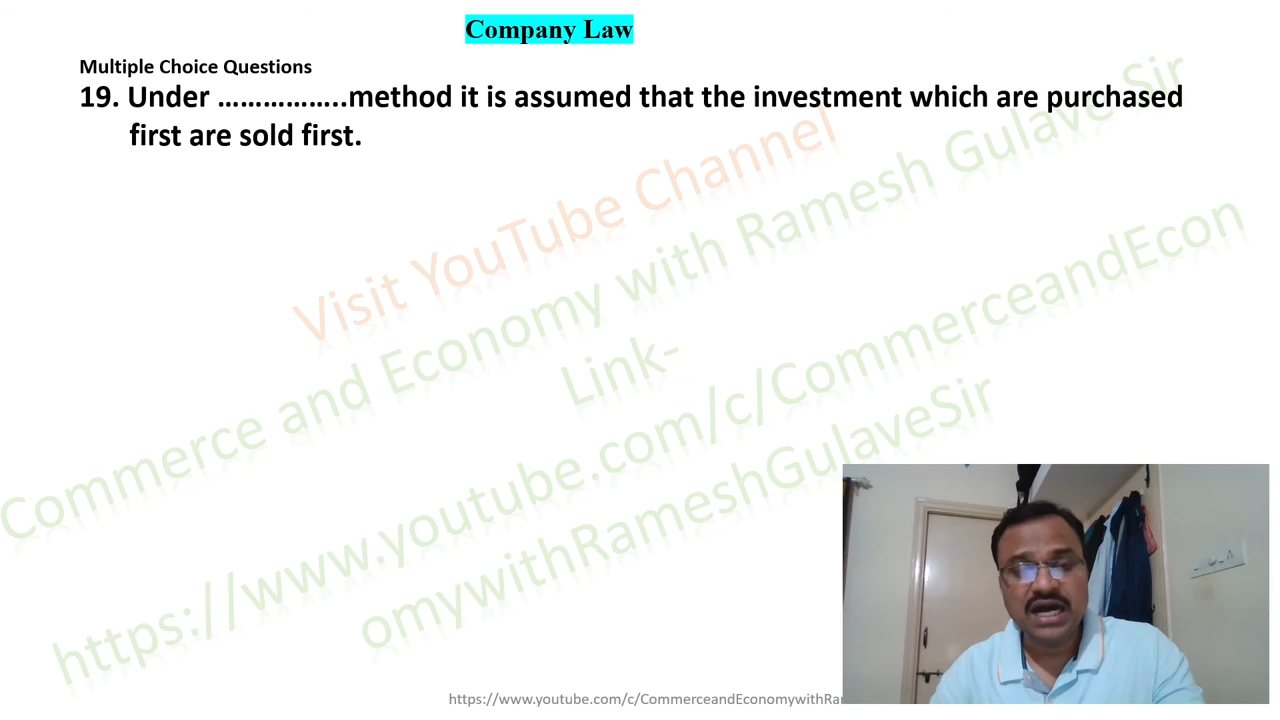 Company Law
Multiple Choice Questions
19. Under ……………..method it is assumed that the investment which are purchased
first are sold first.
Visit YouTube Channel
Commerce and Economy with Ramesh Gulave Sir
Link-
https://www.youtube.com/c/CommerceandEcon
omywithRameshGulaveSir
https://www.youtube.com/c/CommerceandEconomywithRa